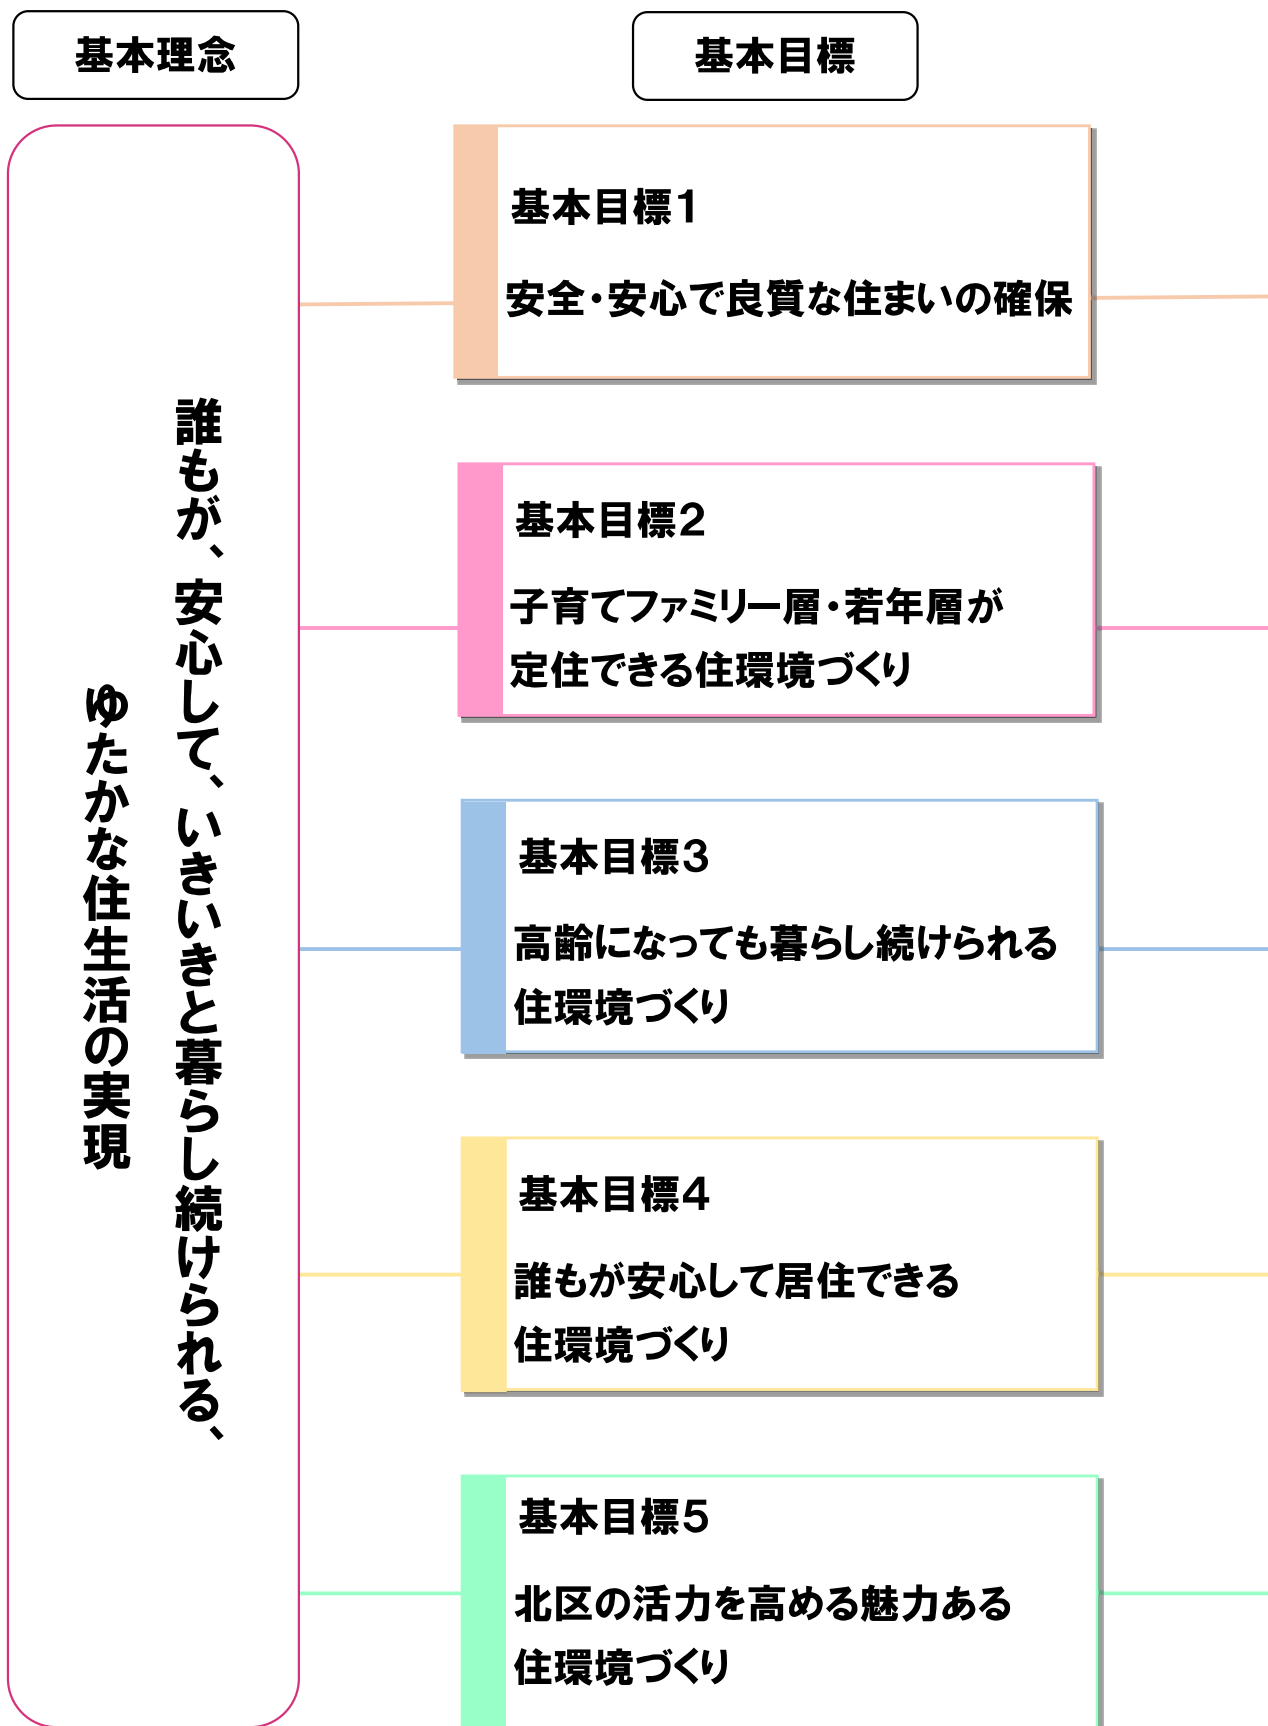 基本理念
基本目標
誰もが、安心して、いきいきと暮らし続けられる、
ゆたかな住生活の実現
基本目標1
安全・安心で良質な住まいの確保
基本目標2
子育てファミリー層・若年層が
定住できる住環境づくり
基本目標3
高齢になっても暮らし続けられる
住環境づくり
基本目標4
誰もが安心して居住できる
住環境づくり
基本目標5
北区の活力を高める魅力ある
住環境づくり